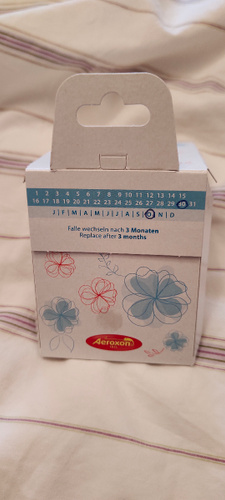 1 2 3 4 5 6 7 8 9 10 11 12 13 14 15
16 17 18 19 20 21 22 23 24 25 26 27 28 29 30 31
J|F|M|A|M|J|J|A|S|O|N|D
Falle wechseln nach 3 Monaten
Replace after 3 months
Aeroxon